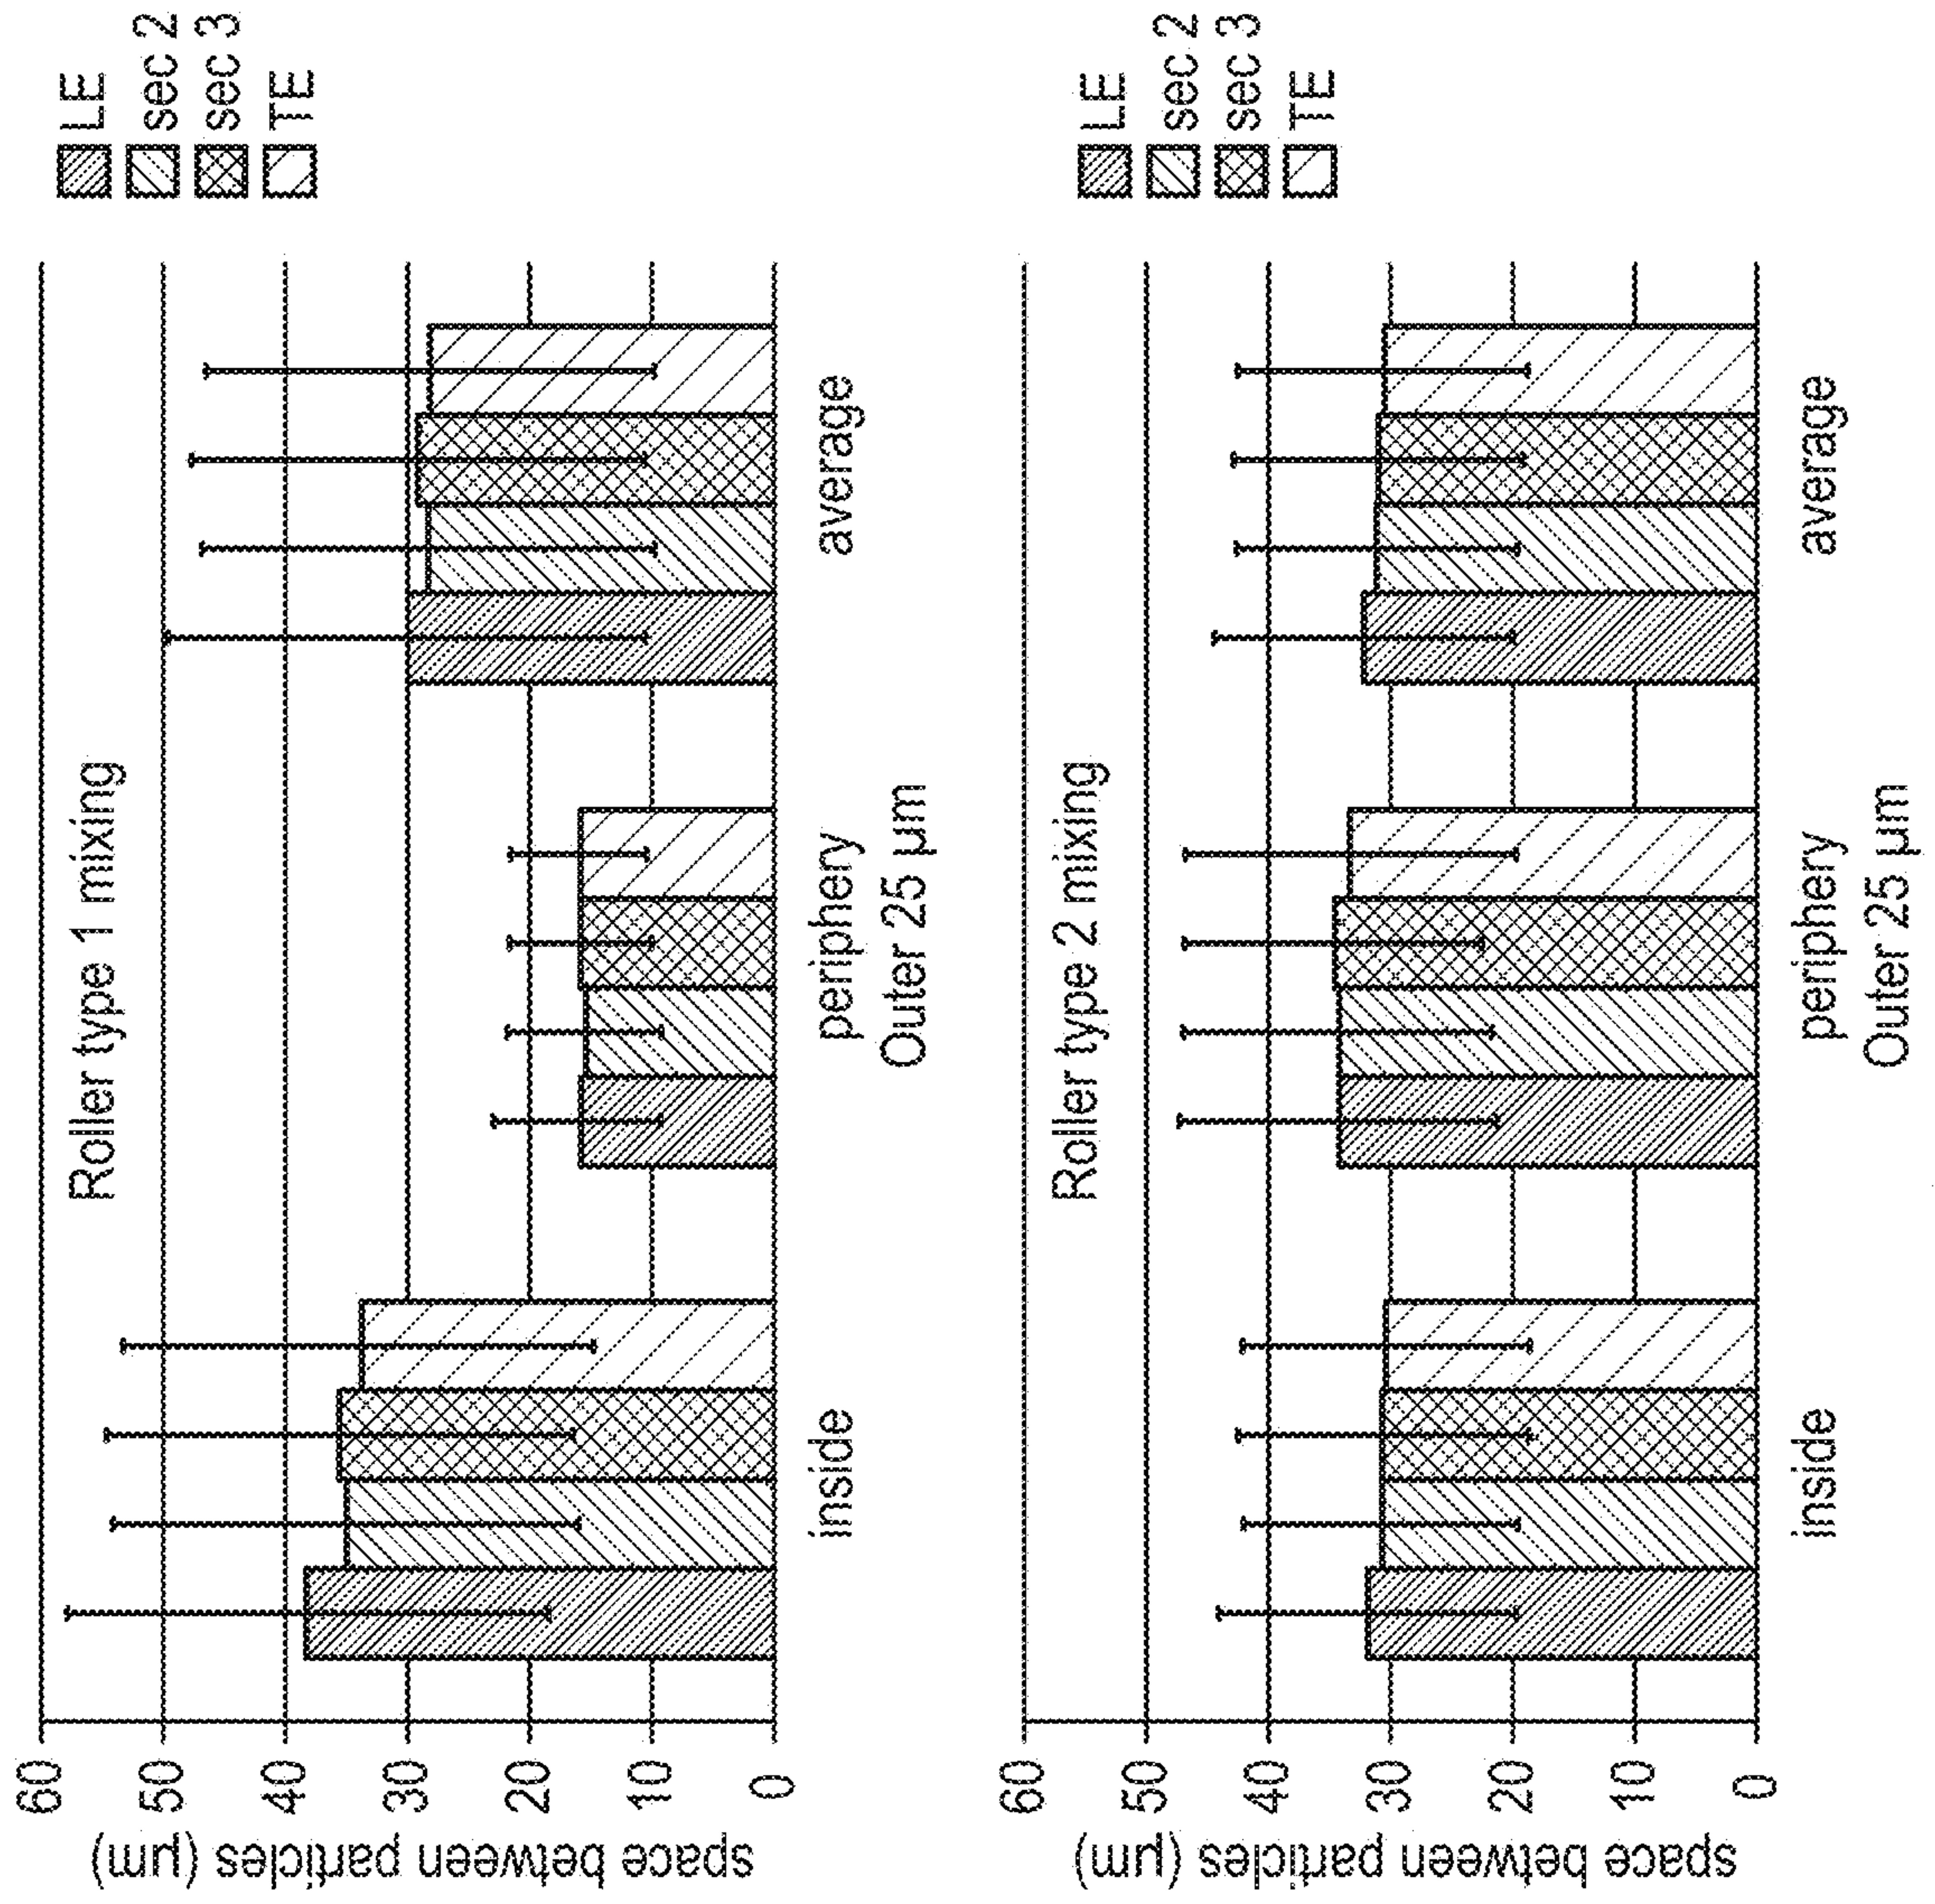 Roller type 1 mixing
space between particles (µm)
60
50
40
30
20
10
0
inside
periphery
Outer 25 µm
average
LE
sec 2
sec 3
TE
Roller type 2 mixing
space between particles (µm)
60
50
40
30
20
10
0
inside
periphery
Outer 25 µm
average
LE
sec 2
sec 3
TE